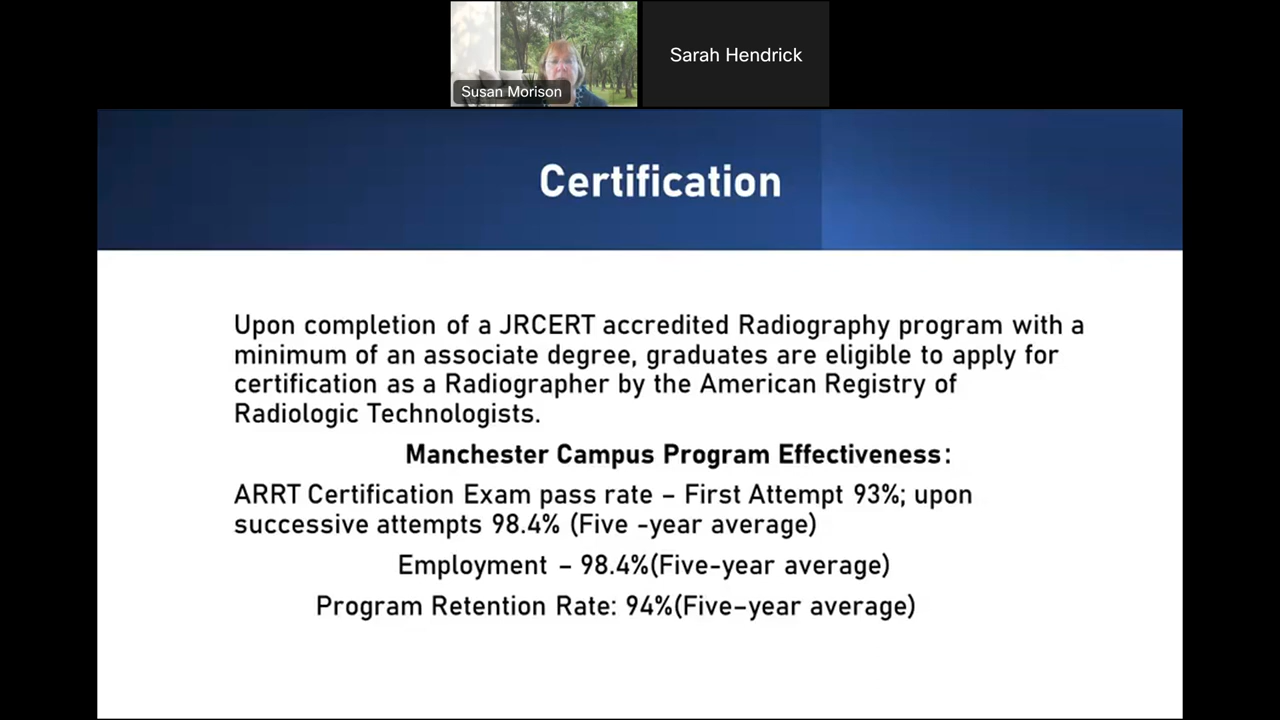 Susan Morison
Sarah Hendrick
Certification
Upon completion of a JRCERT accredited Radiography program with a
minimum of an associate degree, graduates are eligible to apply for
certification as a Radiographer by the American Registry of
Radiologic Technologists.
Manchester Campus Program Effectiveness:
ARRT Certification Exam pass rate – First Attempt 93%; upon
successive attempts 98.4% (Five -year average)
Employment – 98.4%(Five-year average)
Program Retention Rate: 94%(Five–year average)